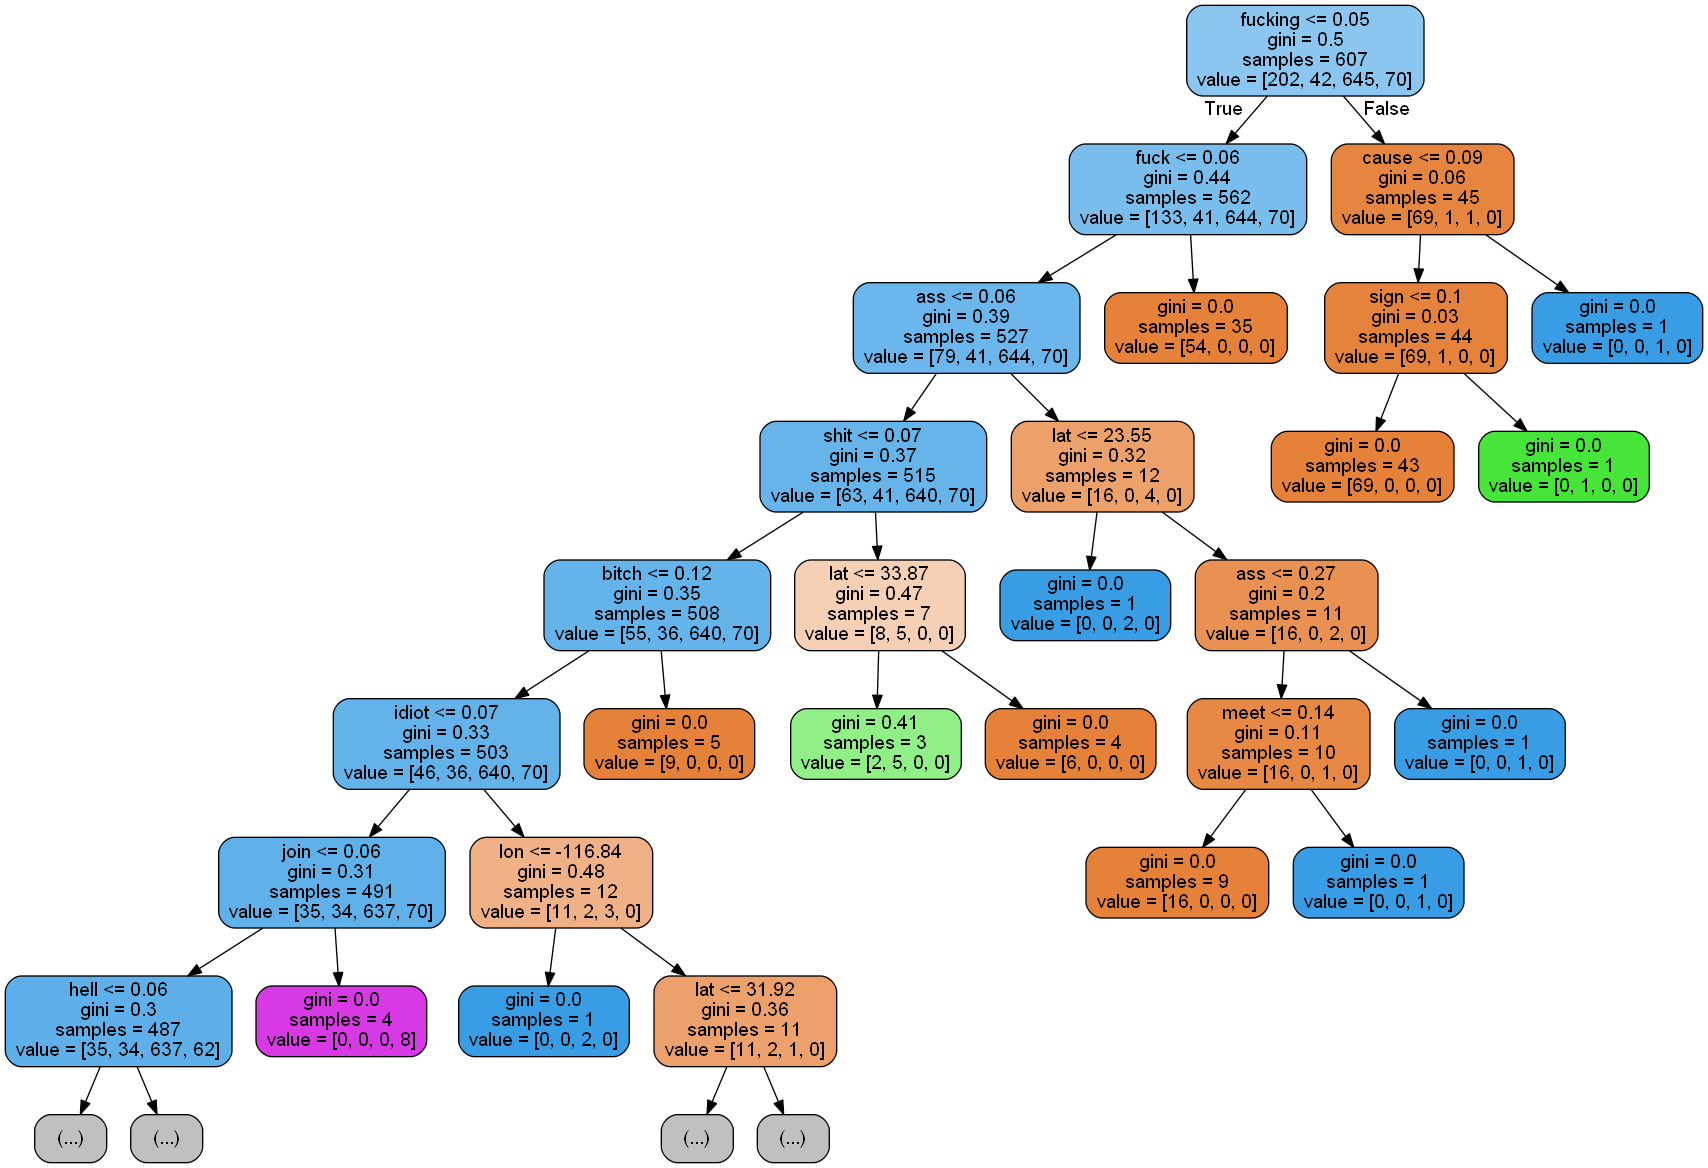 fucking <= 0.05
gini = 0.5
samples = 607
value = [202, 42, 645, 70]
True
False
fuck <= 0.06
gini = 0.44
samples = 562
value = [133, 41, 644, 70]
cause <= 0.09
gini = 0.06
samples = 45
value = [69, 1, 1, 0]
ass <= 0.06
gini = 0.39
samples = 527
value = [79, 41, 644, 70]
gini = 0.0
samples = 35
value = [54, 0, 0, 0]
sign <= 0.1
gini = 0.03
samples = 44
value = [69, 1, 0, 0]
gini = 0.0
samples = 1
value = [0, 0, 1, 0]
shit <= 0.07
gini = 0.37
samples = 515
value = [63, 41, 640, 70]
lat <= 23.55
gini = 0.32
samples = 12
value = [16, 0, 4, 0]
gini = 0.0
samples = 43
value = [69, 0, 0, 0]
gini = 0.0
samples = 1
value = [0, 1, 0, 0]
bitch <= 0.12
gini = 0.35
samples = 508
value = [55, 36, 640, 70]
lat <= 33.87
gini = 0.47
samples = 7
value = [8, 5, 0, 0]
gini = 0.0
samples = 1
value = [0, 0, 2, 0]
ass <= 0.27
gini = 0.2
samples = 11
value = [16, 0, 2, 0]
idiot <= 0.07
gini = 0.33
samples = 503
value = [46, 36, 640, 70]
gini = 0.0
samples = 5
value = [9, 0, 0, 0]
gini = 0.41
samples = 3
value = [2, 5, 0, 0]
gini = 0.0
samples = 4
value = [6, 0, 0, 0]
meet <= 0.14
gini = 0.11
samples = 10
value = [16, 0, 1, 0]
gini = 0.0
samples = 1
value = [0, 0, 1, 0]
join <= 0.06
gini = 0.31
samples = 491
value = [35, 34, 637, 70]
lon <= -116.84
gini = 0.48
samples = 12
value = [11, 2, 3, 0]
gini = 0.0
samples = 9
value = [16, 0, 0, 0]
gini = 0.0
samples = 1
value = [0, 0, 1, 0]
hell <= 0.06
gini = 0.3
samples = 487
value = [35, 34, 637, 62]
gini = 0.0
samples = 4
value = [0, 0, 0, 8]
gini = 0.0
samples = 1
value = [0, 0, 2, 0]
lat <= 31.92
gini = 0.36
samples = 11
value = [11, 2, 1, 0]
(...)
(...)
(...)
(...)